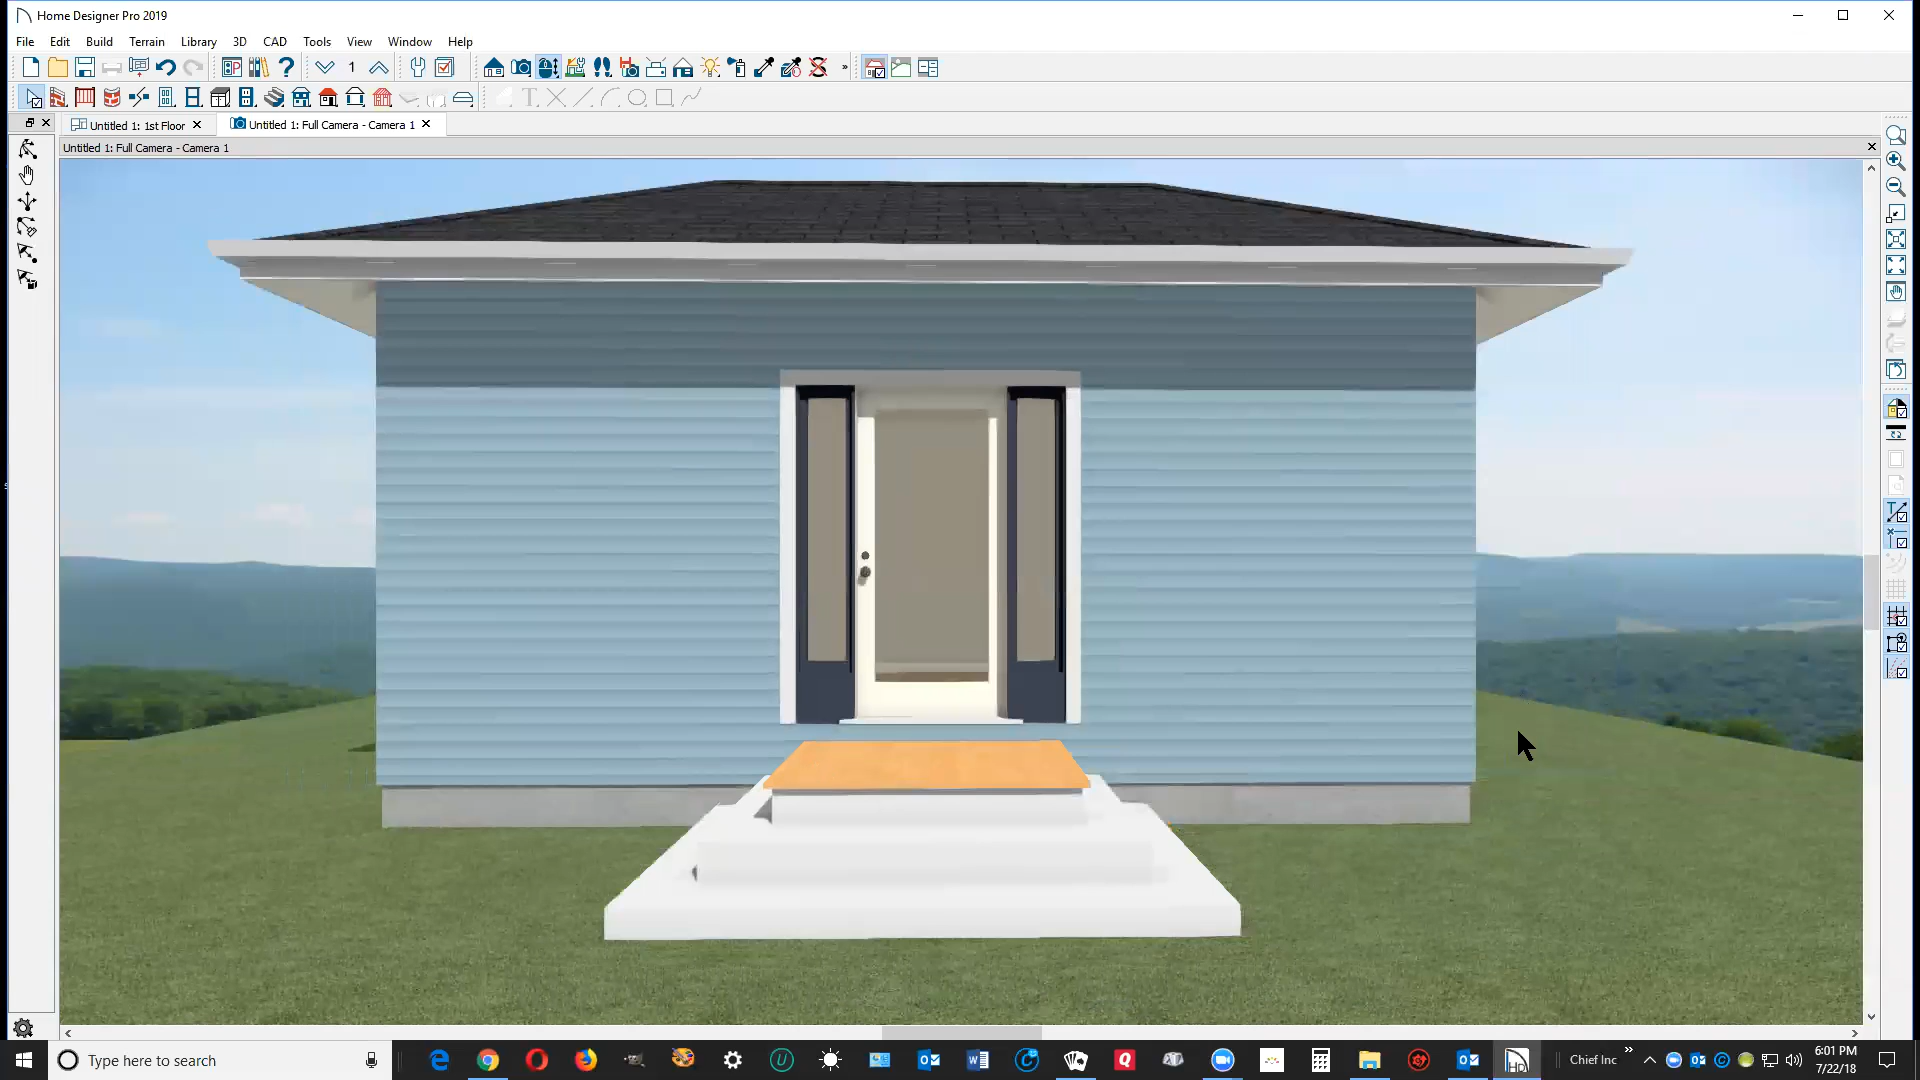 Home Designer Pro 2019
File Edit Build Terrain Library 3D CAD Tools View Window Help
1
Untitled 1: 1st Floor
Untitled 1: Full Camera - Camera 1
Untitled 1: Full Camera - Camera 1
Type here to search
Chief Inc
6:01 PM
7/22/18